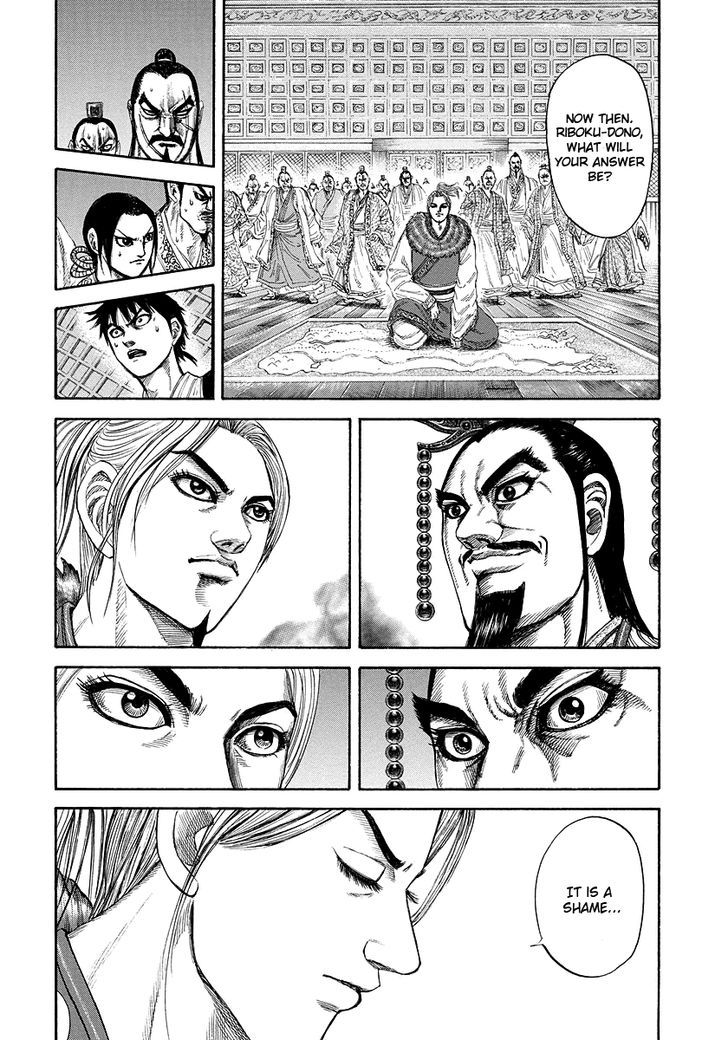 NOW THEN,
RIBOKU-DONO,
WHAT WILL
YOUR ANSWER
BE?
IT IS A
SHAME...